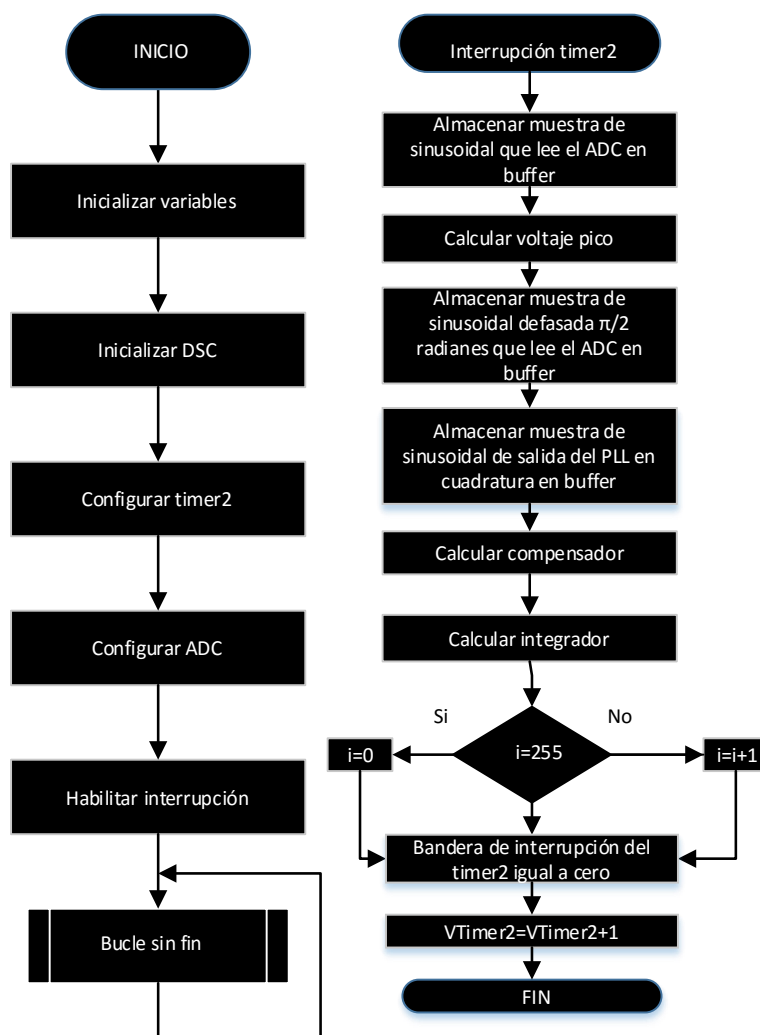 INICIO
Inicializar variables
Inicializar DSC
Configurar timer2
Configurar ADC
Habilitar interrupción
Bucle sin fin
Interrupción timer2
Almacenar muestra de
sinusoidal que lee el ADC en
buffer
Calcular voltaje pico
Almacenar muestra de
sinusoidal defasada π/2
radianes que lee el ADC en
buffer
Almacenar muestra de
sinusoidal de salida del PLL en
cuadratura en buffer
Calcular compensador
Calcular integrador
Si
No
i=0
i=255
i=i+1
Bandera de interrupción del
timer2 igual a cero
VTimer2=VTimer2+1
FIN